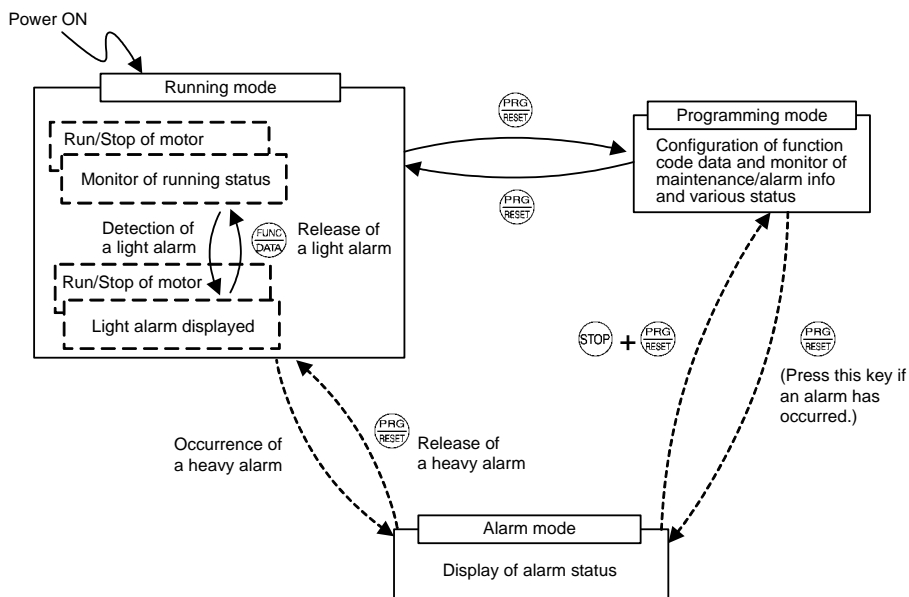 Power ON
Running mode
Run/Stop of motor
Monitor of running status
Detection of
a light alarm
FUNC
DATA
Release of
a light alarm
Run/Stop of motor
Light alarm displayed
PRG
RESET
PRG
RESET
Programming mode
Configuration of function
code data and monitor of
maintenance/alarm info
and various status
Occurrence of
a heavy alarm
PRG
RESET
Release of
a heavy alarm
STOP + PRG
RESET
PRG
RESET
(Press this key if
an alarm has
occurred.)
Alarm mode
Display of alarm status